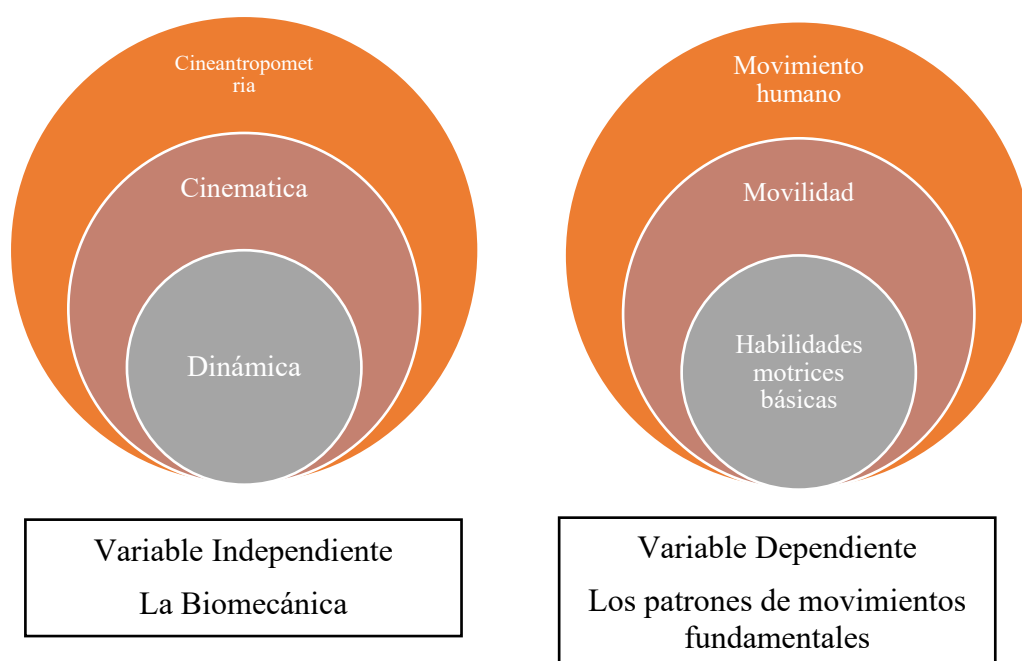 Cineantropomet
ria
Cinematica
Dinámica
Variable Independiente
La Biomecánica
Movimiento
humano
Movilidad
Habilidades
motrices
básicas
Variable Dependiente
Los patrones de movimientos
fundamentales